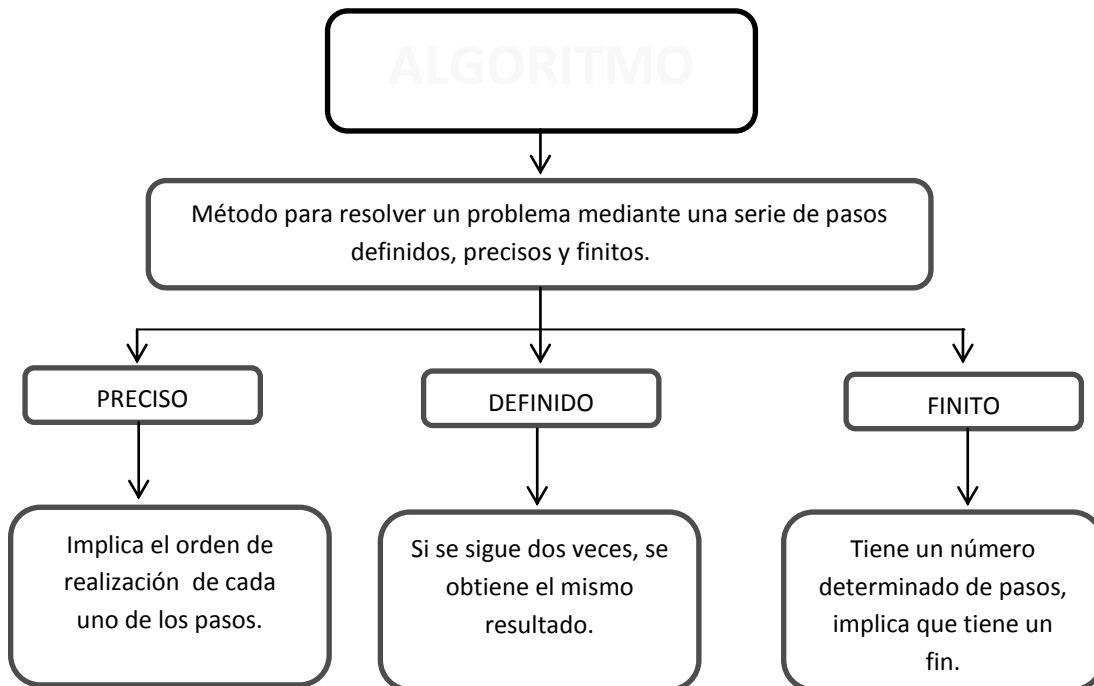 ALGORITMO
Método para resolver un problema mediante una serie de pasos
definidos, precisos y finitos.
PRECISO
DEFINIDO
FINITO
Implica el orden de
realización de cada
uno de los pasos.
Si se sigue dos veces, se
obtiene el mismo
resultado.
Tiene un número
determinado de pasos,
implica que tiene un
fin.